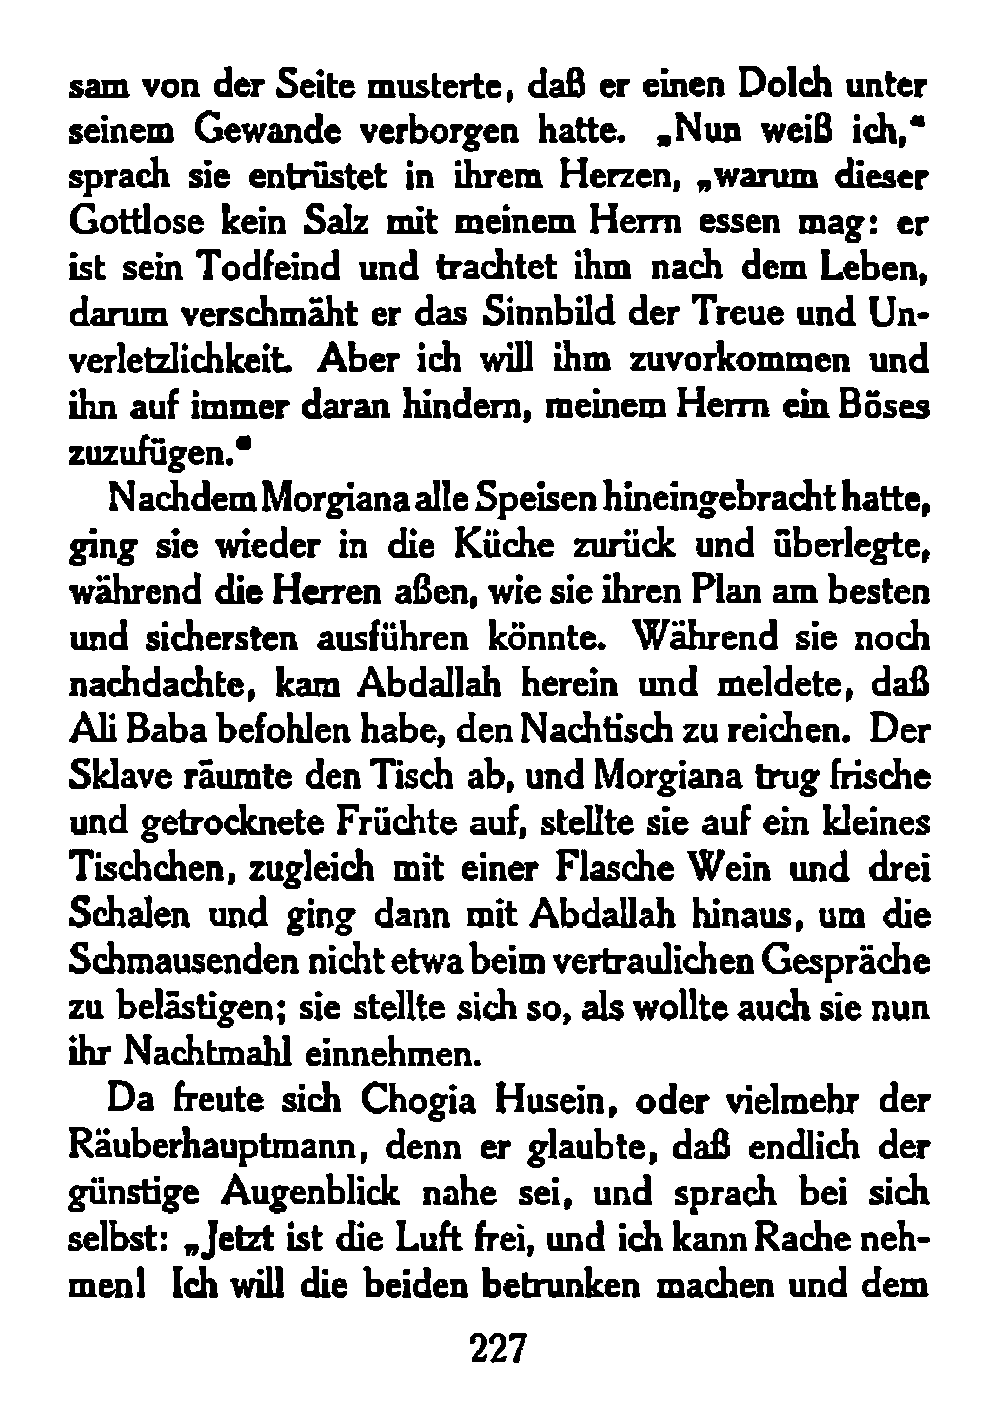 sam von der Seite musterte, daß er einen Dolch unter
seinem Gewande verborgen hatte. „Nun weiß ich,“
sprach sie entrüstet in ihrem Herzen, „warum dieser
Gottlose kein Salz mit meinem Herrn essen mag: er
ist sein Todfeind und trachtet ihm nach dem Leben,
darum verschmäht er das Sinnbild der Treue und Un-
verletzlichkeit. Aber ich will ihm zuvorkommen und
ihn auf immer daran hindern, meinem Herrn ein Böses
zuzufügen.“
Nachdem Morgiana alle Speisen hineingebracht hatte,
ging sie wieder in die Küche zurück und überlegte,
während die Herren aßen, wie sie ihren Plan am besten
und sichersten ausführen könnte. Während sie noch
nachdachte, kam Abdallah herein und meldete, daß
Ali Baba befohlen habe, den Nachtisch zu reichen. Der
Sklave räumte den Tisch ab, und Morgiana trug frische
und getrocknete Früchte auf, stellte sie auf ein kleines
Tischchen, zugleich mit einer Flasche Wein und drei
Schalen und ging dann mit Abdallah hinaus, um die
Schmausenden nicht etwa beim vertraulichen Gespräche
zu belästigen; sie stellte sich so, als wollte auch sie nun
ihr Nachtmahl einnehmen.
Da freute sich Chogia Husein, oder vielmehr der
Räuberhauptmann, denn er glaubte, daß endlich der
günstige Augenblick nahe sei, und sprach bei sich
selbst: „Jetzt ist die Luft frei, und ich kann Rache neh-
men! Ich will die beiden betrunken machen und dem
227